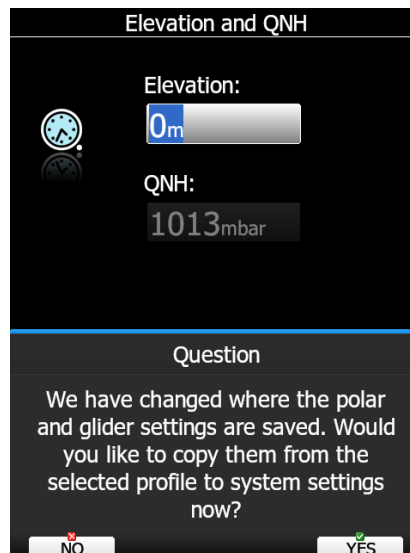 Elevation and QNH
Elevation:
0m
QNH:
1013mbar
Question
We have changed where the polar
and glider settings are saved. Would
you like to copy them from the
selected profile to system settings
now?
NO YES